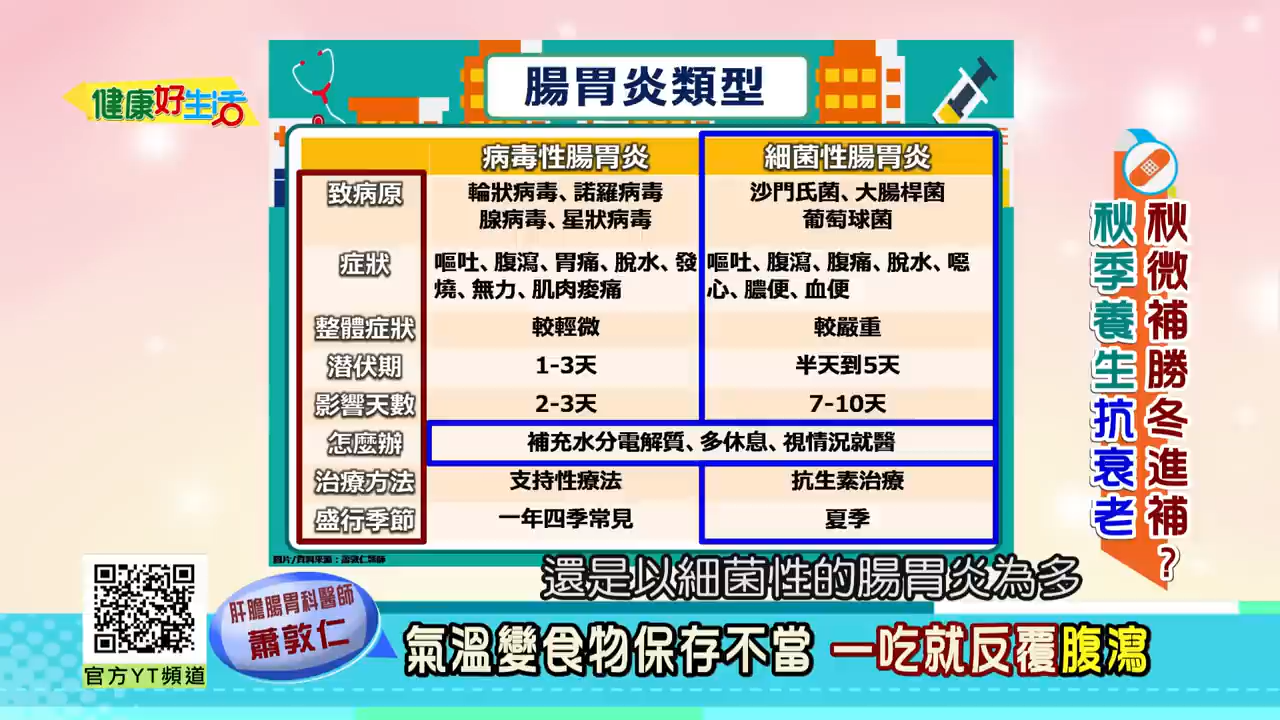 健康好生活
腸胃炎類型
病毒性腸胃炎
細菌性腸胃炎
致病原
輪狀病毒、諾羅病毒
腺病毒、星狀病毒
沙門氏菌、大腸桿菌
葡萄球菌
症狀
嘔吐、腹瀉、胃痛、脫水、發
燒、無力、肌肉痠痛
嘔吐、腹瀉、腹痛、脫水、噁
心、膿便、血便
整體症狀
較輕微
較嚴重
潛伏期
1-3天
半天到5天
影響天數
2-3天
7-10天
怎麼辦
補充水分電解質、多休息、視情況就醫
治療方法
支持性療法
抗生素治療
盛行季節
一年四季常見
夏季
圖片/資料來源：蕭敦仁醫師
秋微補勝冬進補？
秋季養生抗衰老
還是以細菌性的腸胃炎為多
肝膽腸胃科醫師
蕭敦仁
氣溫變食物保存不當 一吃就反覆腹瀉
官方YT頻道